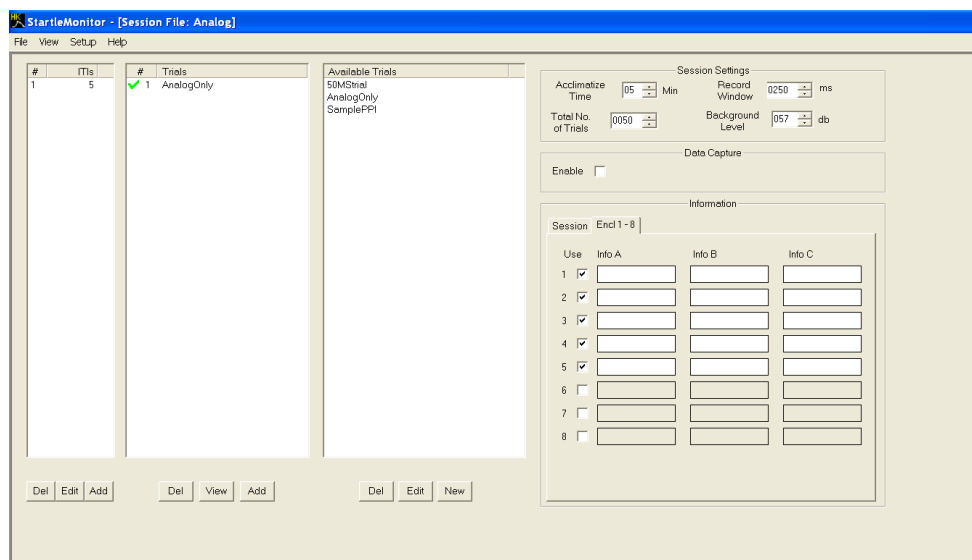 HK StartleMonitor - [Session File: Analog]
File View Setup Help
# ITIs
1 5
# Trials
1 AnalogOnly
Available Trials
50MStrial
AnalogOnly
SamplePPI
Del Edit Add
Del View Add
Del Edit New
Session Settings
Acclimatize Time 05 Min
Record Window 0250 ms
Total No. of Trials 0050
Background Level 057 db
Data Capture
Enable
Information
Session Encl 1 - 8
Use Info A Info B Info C
1
2
3
4
5
6
7
8